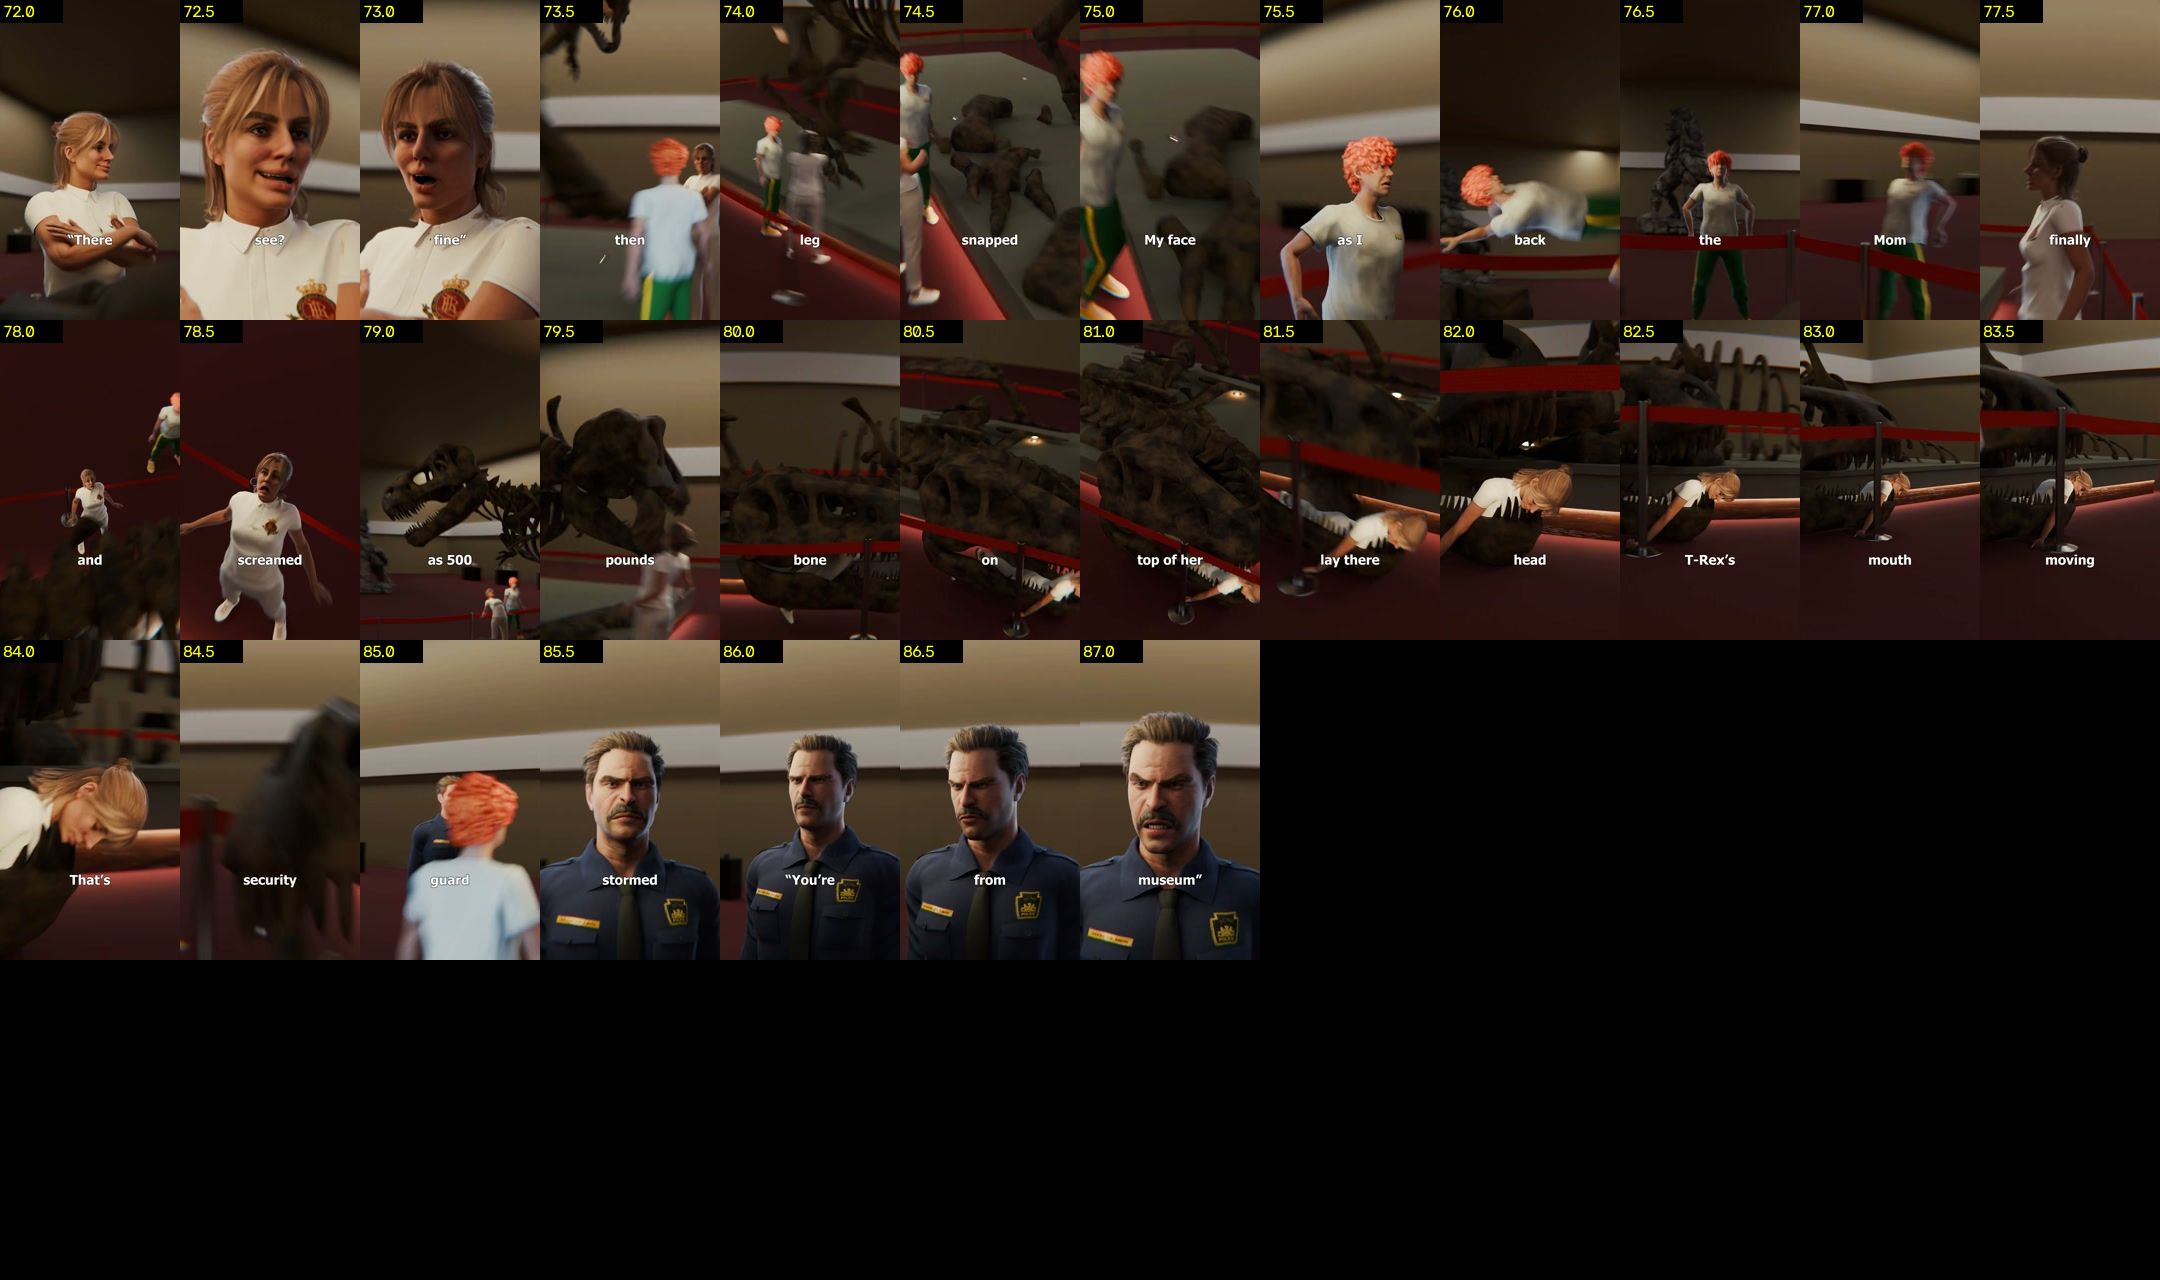 72.0 72.5 73.0 73.5 74.0 74.5 75.0 75.5 76.0 76.5 77.0 77.5
“There see? fine” then leg snapped My face as I back the Mom finally
78.0 78.5 79.0 79.5 80.0 80.5 81.0 81.5 82.0 82.5 83.0 83.5
and screamed as 500 pounds bone on top of her lay there head T-Rex’s mouth moving
84.0 84.5 85.0 85.5 86.0 86.5 87.0
That’s security guard stormed “You’re from museum”